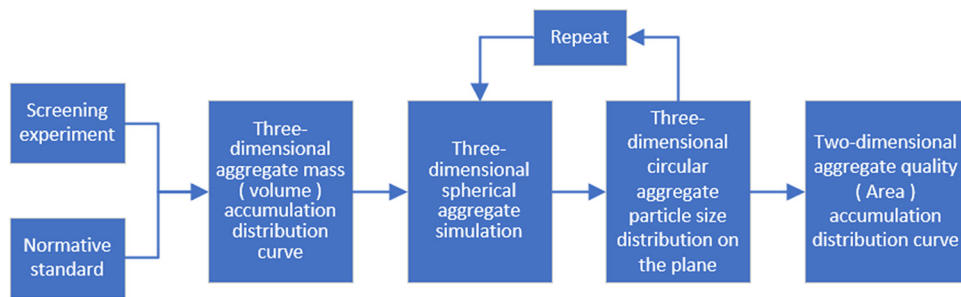 Repeat
Screening
experiment
Normative
standard
Three-
dimensional
aggregate mass
( volume )
accumulation
distribution
curve
Three-
dimensional
spherical
aggregate
simulation
Three-
dimensional
circular
aggregate
particle size
distribution on
the plane
Two-dimensional
aggregate quality
( Area )
accumulation
distribution curve